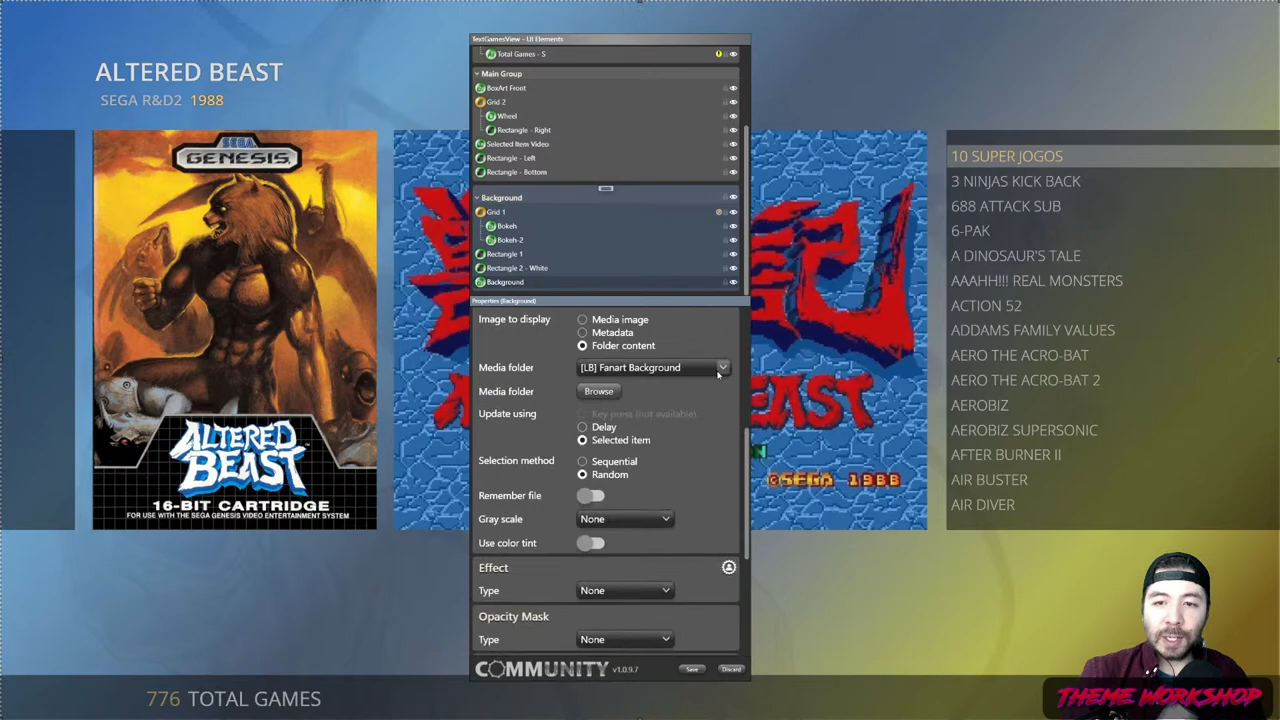 ALTERED BEAST
SEGA R&D2 1988
SEGA
GENESIS
ALTERED
BEAST
16-BIT CARTRIDGE
FOR USE WITH THE SEGA GENESIS VIDEO ENTERTAINMENT SYSTEM
776 TOTAL GAMES
TextGamesView - UI Elements
Total Games - S
Main Group
BoxArt Front
Grid 2
Wheel
Rectangle - Right
Selected Item Video
Rectangle - Left
Rectangle - Bottom
Background
Grid 1
Bokeh
Bokeh-2
Rectangle 1
Rectangle 2 - White
Background
Properties (Background)
Image to display
Media image
Metadata
Folder content
Media folder [LB] Fanart Background
Media folder Browse
Update using Key press (not available)
Delay
Selected item
Selection method Sequential
Random
Remember file
Gray scale None
Use color tint
Effect
Type None
Opacity Mask
Type None
COMMUNITY v1.0.9.7 Save Discard
EAST
©SEGA 1988
10 SUPER JOGOS
3 NINJAS KICK BACK
688 ATTACK SUB
6-PAK
A DINOSAUR'S TALE
AAAHH!!! REAL MONSTERS
ACTION 52
ADDAMS FAMILY VALUES
AERO THE ACRO-BAT
AERO THE ACRO-BAT 2
AEROBIZ
AEROBIZ SUPERSONIC
AFTER BURNER II
AIR BUSTER
AIR DIVER
THEME WORKSHOP